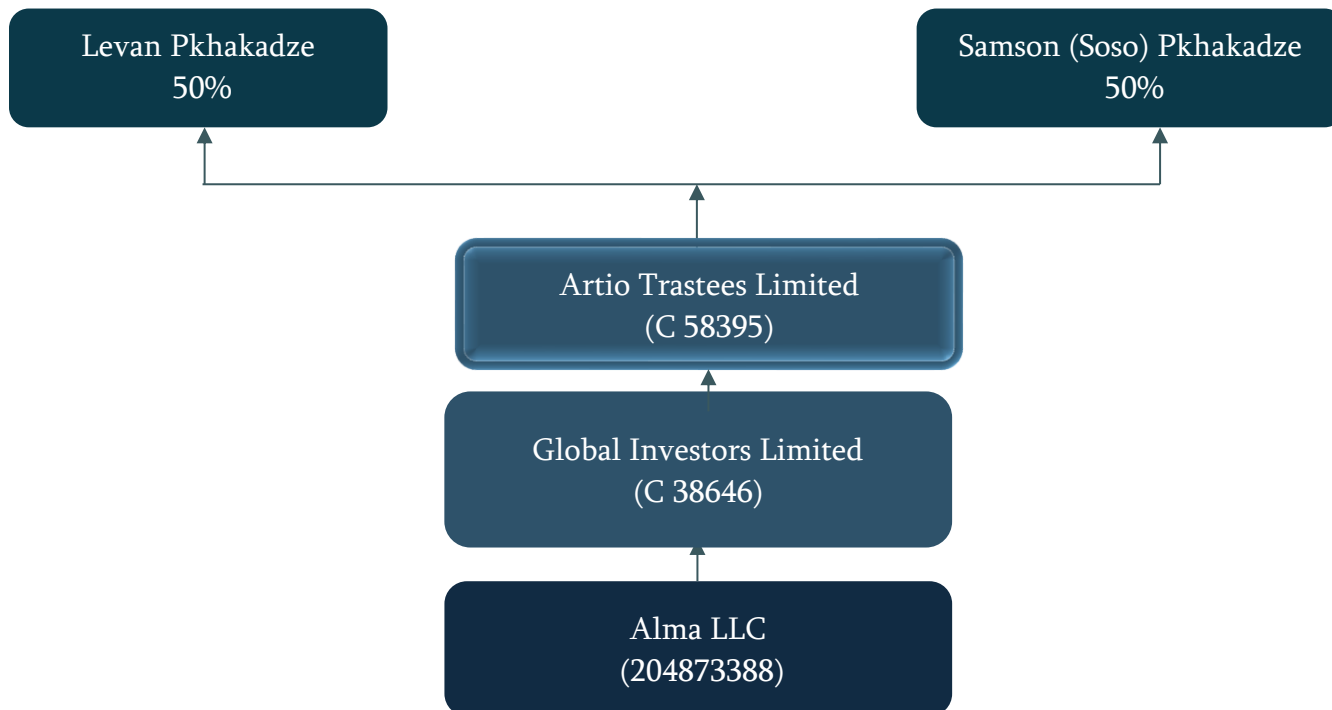 Levan Pkhakadze
50%
Samson (Soso) Pkhakadze
50%
Artio Trastees Limited
(C 58395)
Global Investors Limited
(C 38646)
Alma LLC
(204873388)